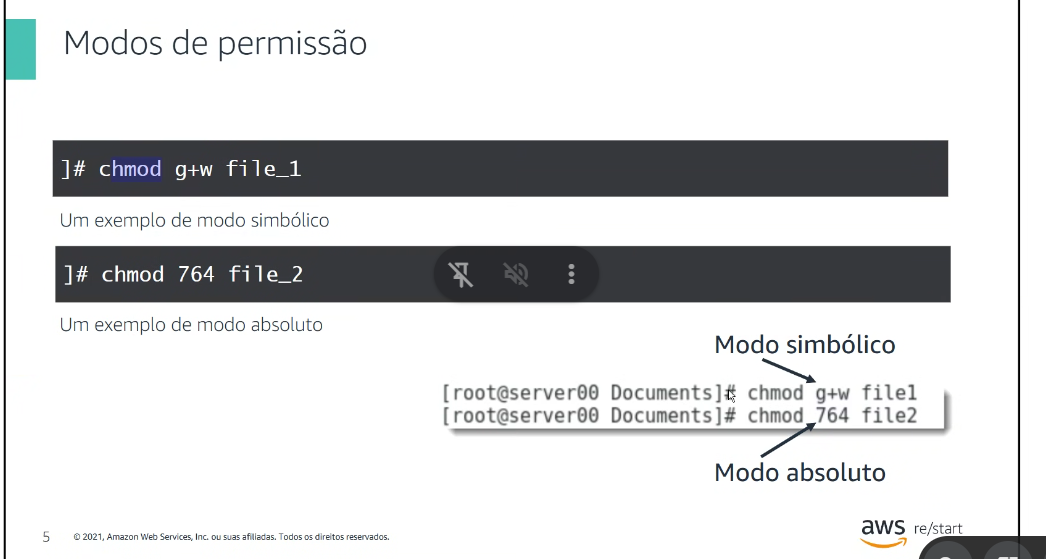 Modos de permissão
]# chmod g+w file_1
Um exemplo de modo simbólico
]# chmod 764 file_2
Um exemplo de modo absoluto
Modo simbólico
[root@server00 Documents]# chmod g+w file1
[root@server00 Documents]# chmod 764 file2
Modo absoluto
5 © 2021, Amazon Web Services, Inc. ou suas afiliadas. Todos os direitos reservados.
aws re/start